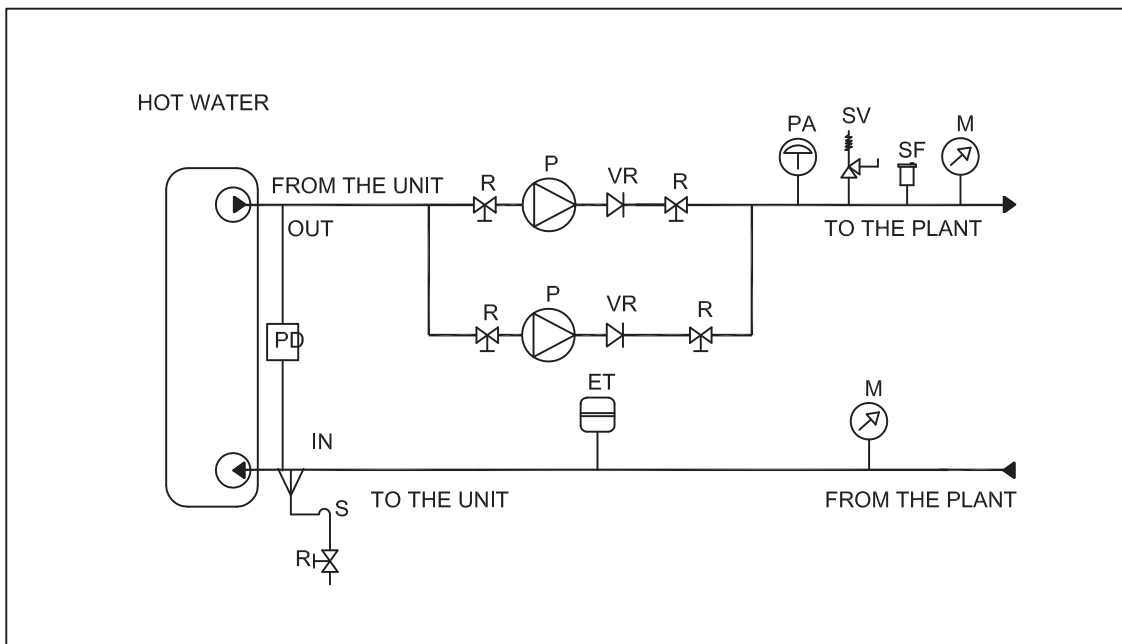 HOT WATER
PA
SV
SF
M
FROM THE UNIT
R
P
VR
R
OUT
TO THE PLANT
R
P
VR
R
PD
ET
M
IN
TO THE UNIT
FROM THE PLANT
S
R